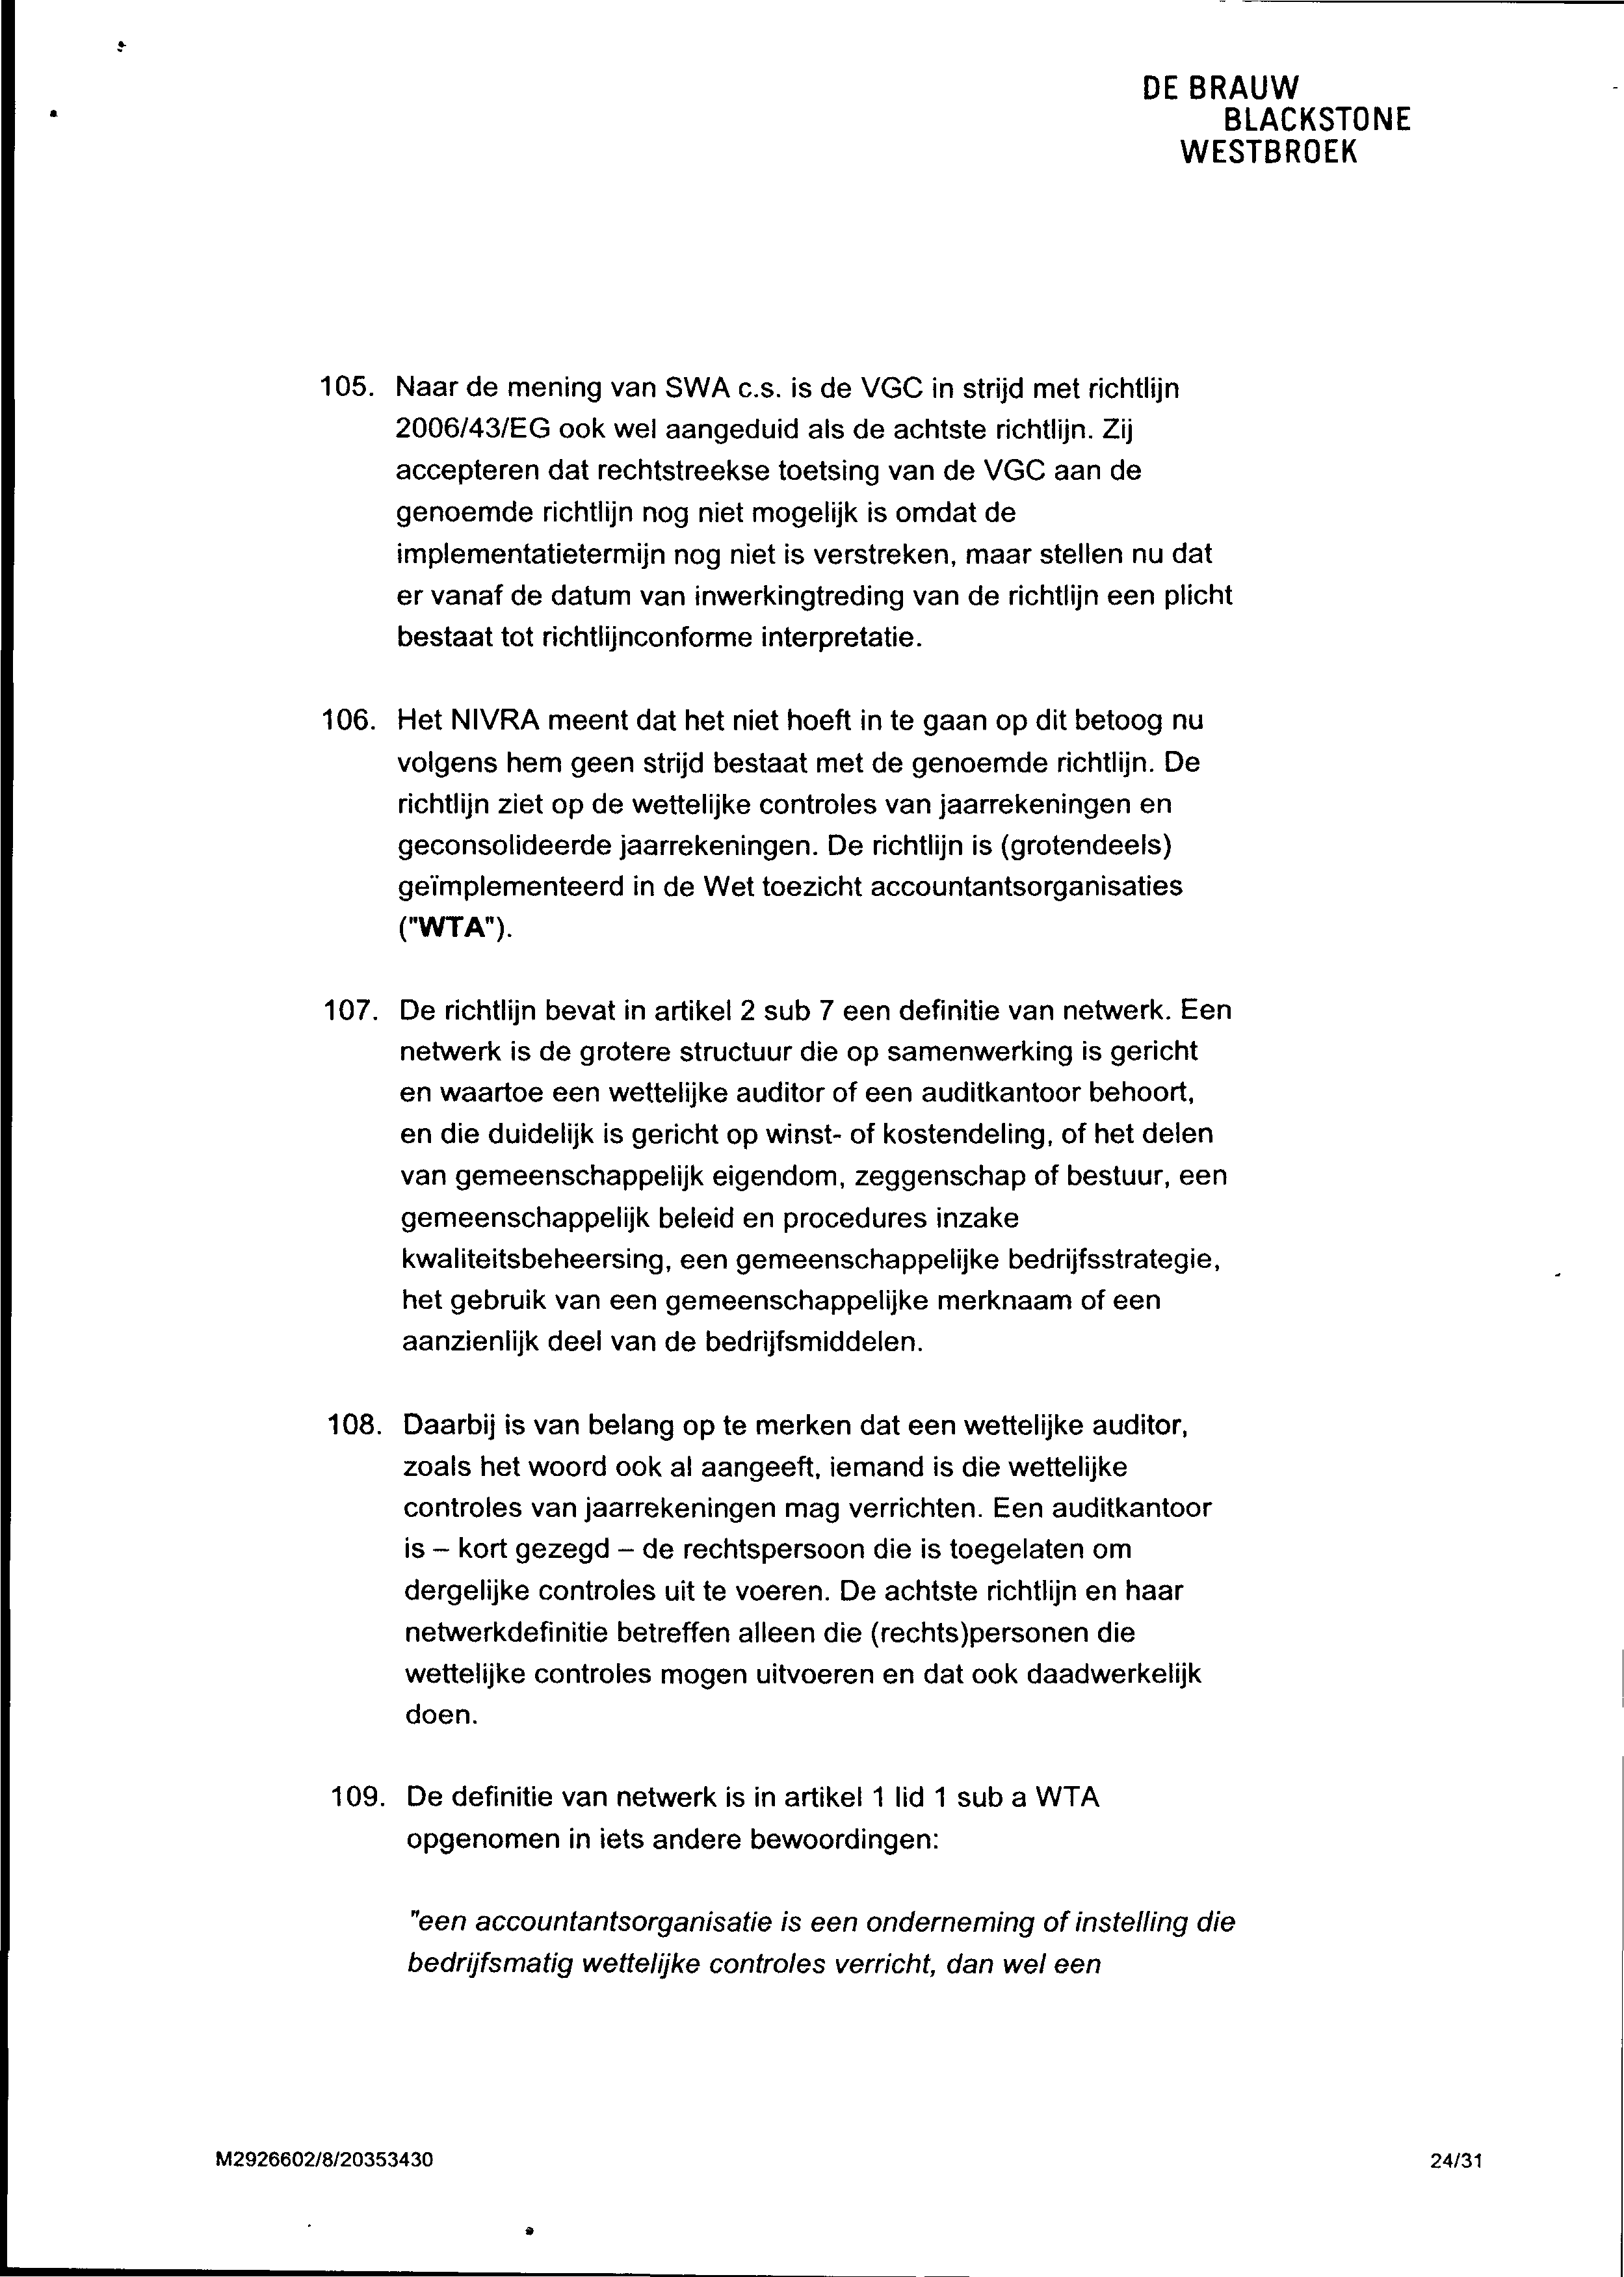 DE BRAUW
BLACKSTONE
WESTBROEK
105. Naar de mening van SWA c.s. is de VGC in strijd met richtlijn
2006/43/EG ook wel aangeduid als de achtste richtlijn. Zij
accepteren dat rechtstreekse toetsing van de VGC aan de
genoemde richtlijn nog niet mogelijk is omdat de
implementatietermijn nog niet is verstreken, maar stellen nu dat
er vanaf de datum van inwerkingtreding van de richtlijn een plicht
bestaat tot richtlijnconforme interpretatie.
106. Het NIVRA meent dat het niet hoeft in te gaan op dit betoog nu
volgens hem geen strijd bestaat met de genoemde richtlijn. De
richtlijn ziet op de wettelijke controles van jaarrekeningen en
geconsolideerde jaarrekeningen. De richtlijn is (grotendeels)
geïmplementeerd in de Wet toezicht accountantsorganisaties
("WTA").
107. De richtlijn bevat in artikel 2 sub 7 een definitie van netwerk. Een
netwerk is de grotere structuur die op samenwerking is gericht
en waartoe een wettelijke auditor of een auditkantoor behoort,
en die duidelijk is gericht op winst- of kostendeling, of het delen
van gemeenschappelijk eigendom, zeggenschap of bestuur, een
gemeenschappelijk beleid en procedures inzake
kwaliteitsbeheersing, een gemeenschappelijke bedrijfsstrategie,
het gebruik van een gemeenschappelijke merknaam of een
aanzienlijk deel van de bedrijfsmiddelen.
108. Daarbij is van belang op te merken dat een wettelijke auditor,
zoals het woord ook al aangeeft, iemand is die wettelijke
controles van jaarrekeningen mag verrichten. Een auditkantoor
is – kort gezegd – de rechtspersoon die is toegelaten om
dergelijke controles uit te voeren. De achtste richtlijn en haar
netwerkdefinitie betreffen alleen die (rechts)personen die
wettelijke controles mogen uitvoeren en dat ook daadwerkelijk
doen.
109. De definitie van netwerk is in artikel 1 lid 1 sub a WTA
opgenomen in iets andere bewoordingen:
"een accountantsorganisatie is een onderneming of instelling die
bedrijfsmatig wettelijke controles verricht, dan wel een
M2926602/8/20353430
24/31